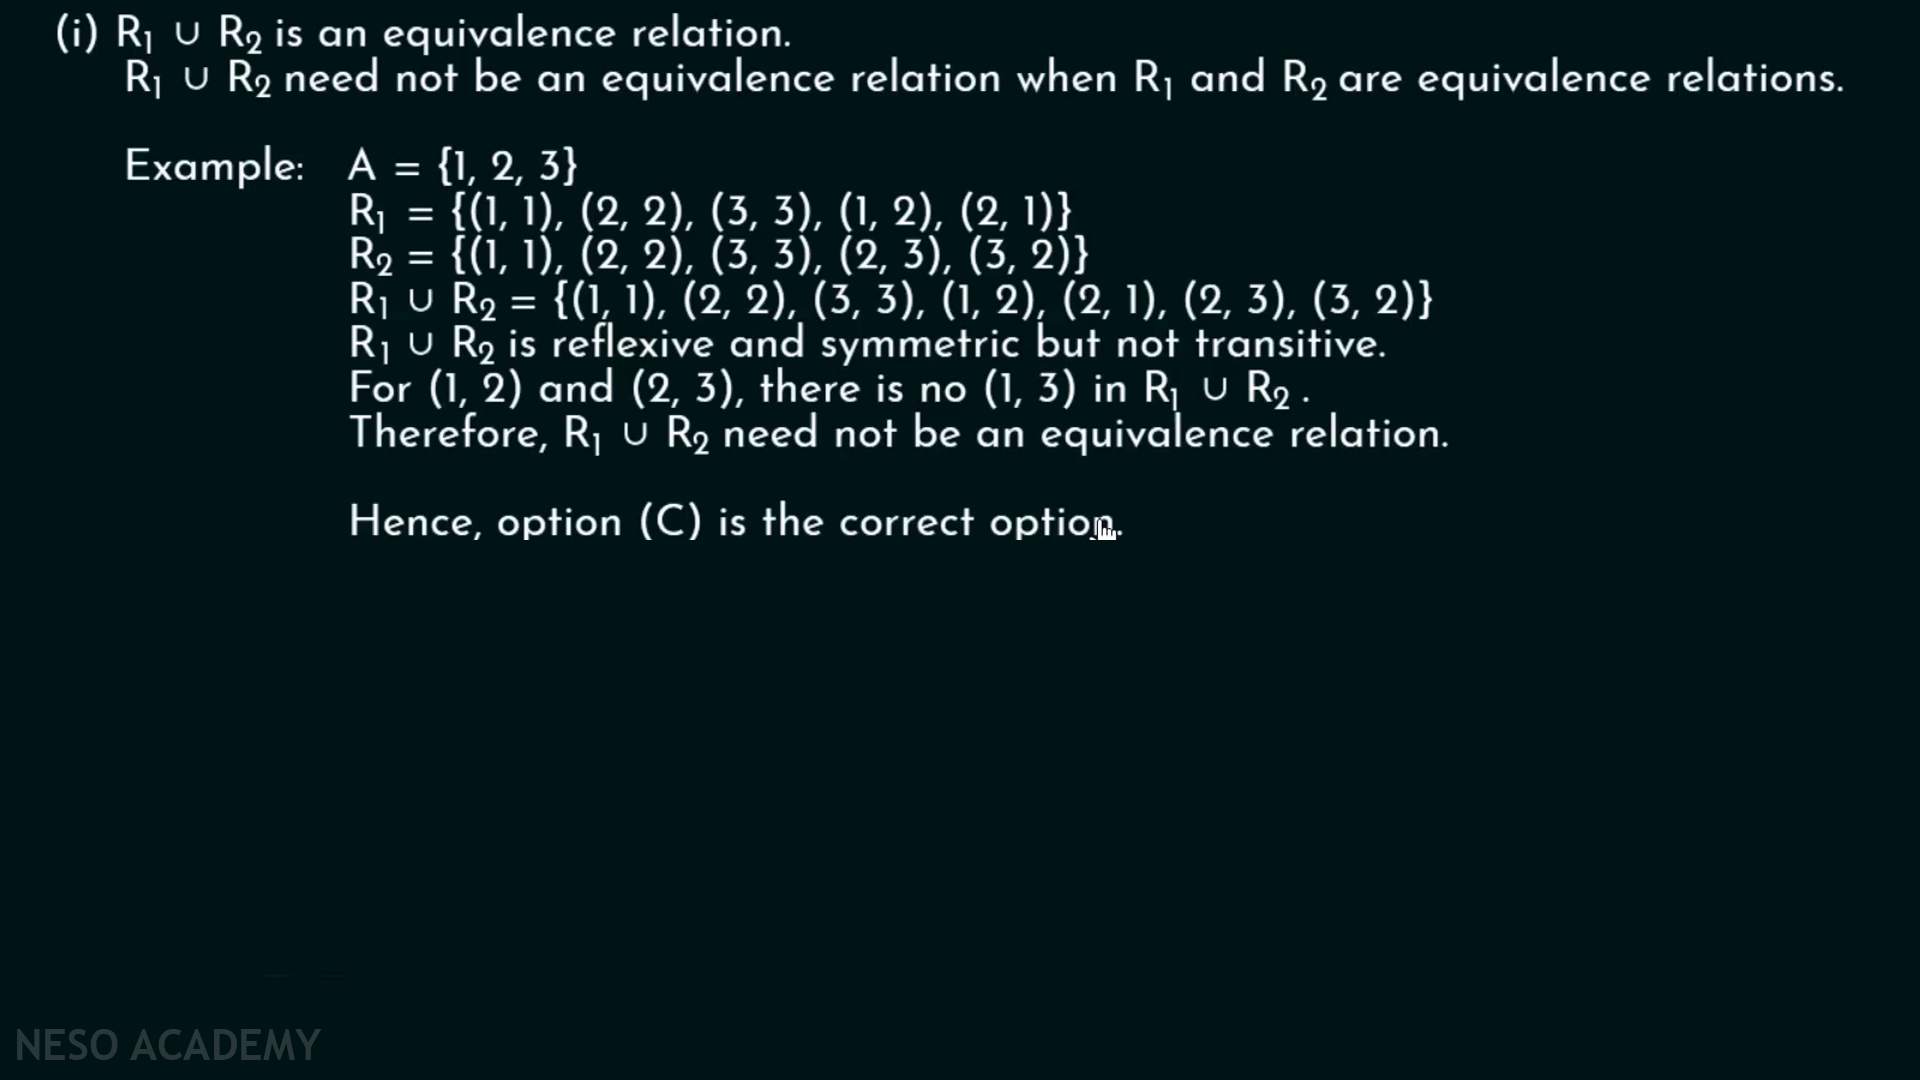 (i) R₁ ∪ R₂ is an equivalence relation.
R₁ ∪ R₂ need not be an equivalence relation when R₁ and R₂ are equivalence relations.
Example: A = {1, 2, 3}
R₁ = {(1, 1), (2, 2), (3, 3), (1, 2), (2, 1)}
R₂ = {(1, 1), (2, 2), (3, 3), (2, 3), (3, 2)}
R₁ ∪ R₂ = {(1, 1), (2, 2), (3, 3), (1, 2), (2, 1), (2, 3), (3, 2)}
R₁ ∪ R₂ is reflexive and symmetric but not transitive.
For (1, 2) and (2, 3), there is no (1, 3) in R₁ ∪ R₂ .
Therefore, R₁ ∪ R₂ need not be an equivalence relation.
Hence, option (C) is the correct option.
NESO ACADEMY